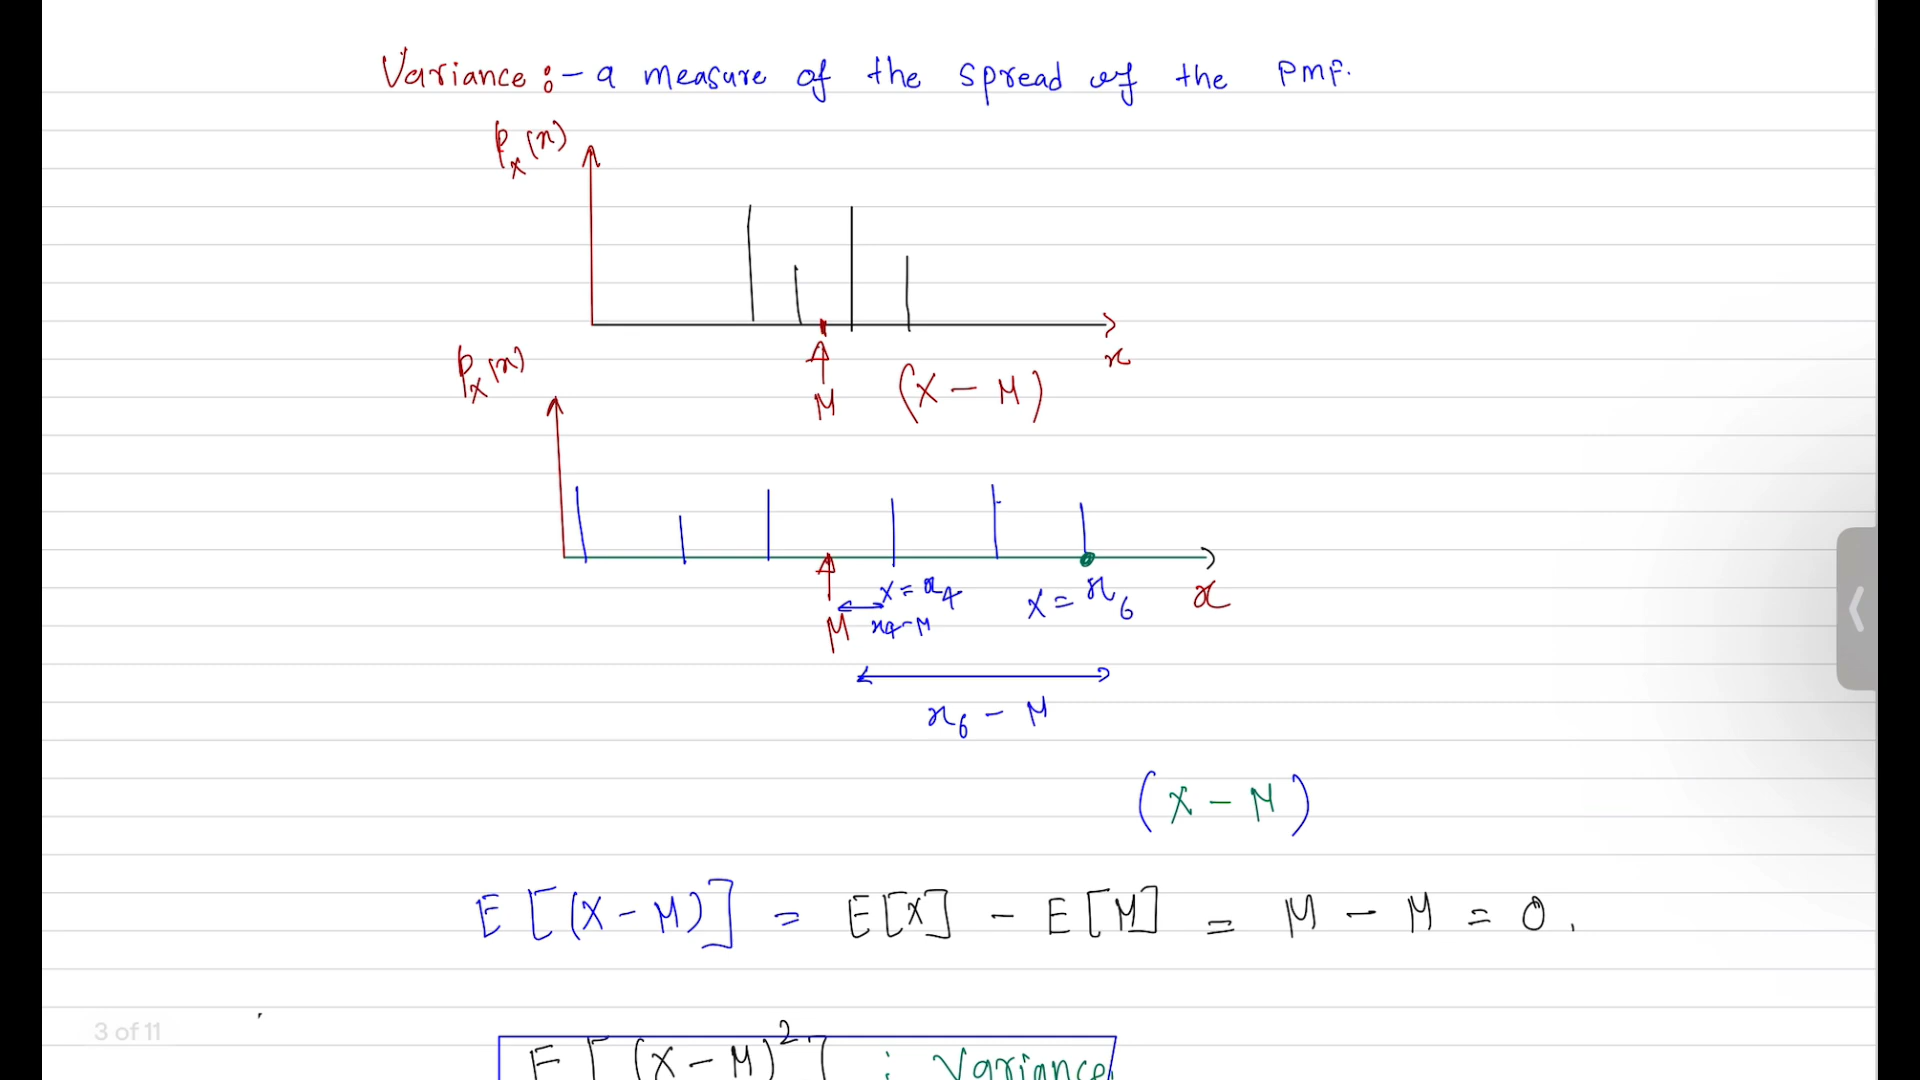 Variance :- a measure of the spread of the PMF.
Pₓ(x)
x
M (X - M)
Pₓ(x)
X = x₄
X = x₆
x
M x₄-M
x₆ - M
(X - M)
E[(X-M)] = E[X] - E[M] = M - M = 0.
E[(X-M)²] : Variance
3 of 11